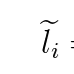 \widetilde{l}_i =